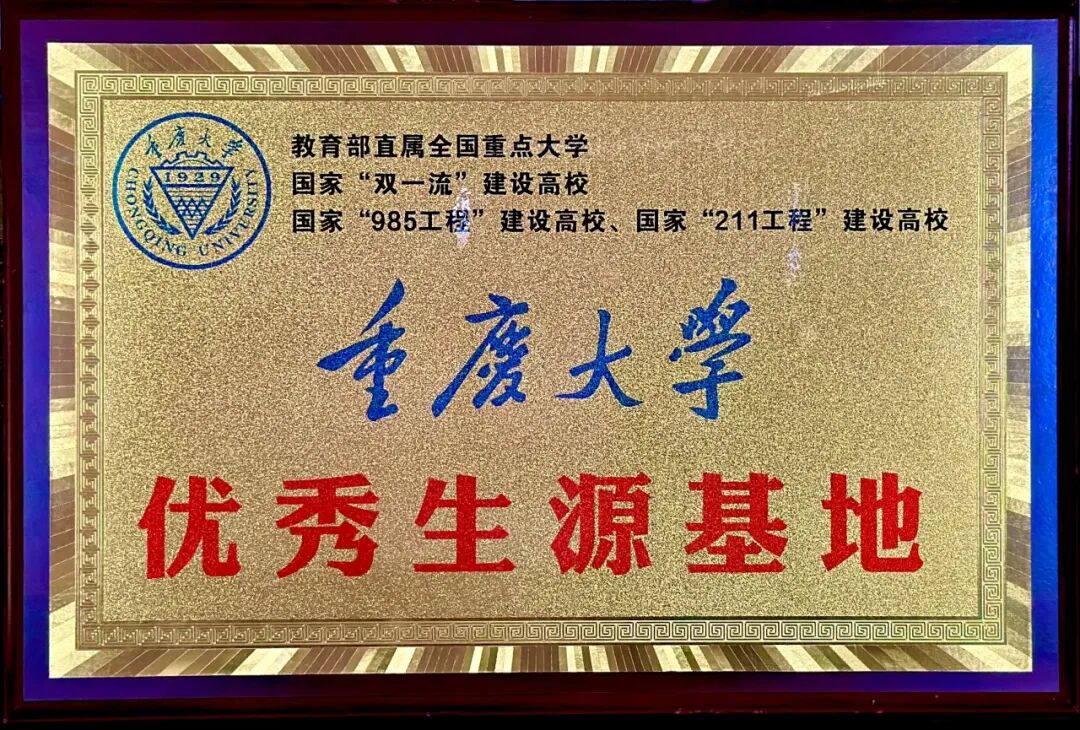 重慶大學
1929
CHONGQING UNIVERSITY
教育部直属全国重点大学
国家“双一流”建设高校
国家“985工程”建设高校、国家“211工程”建设高校
重慶大學
优秀生源基地